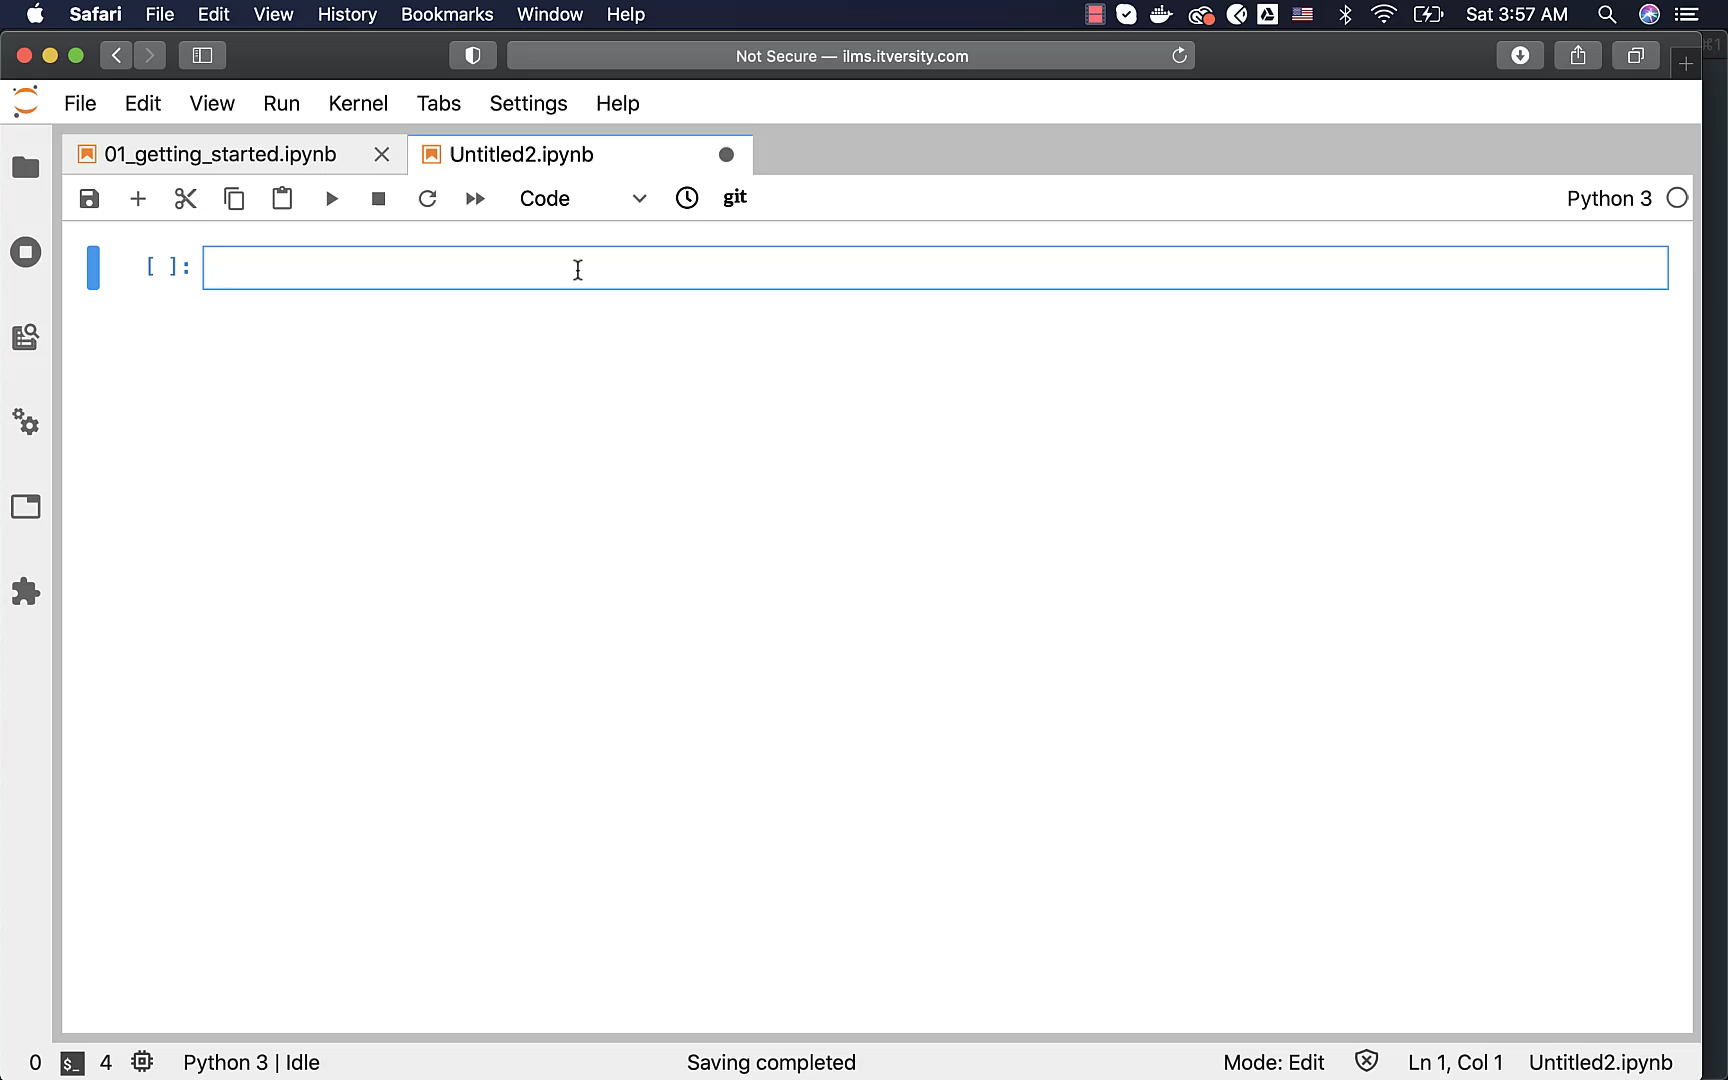 Safari File Edit View History Bookmarks Window Help Sat 3:57 AM
Not Secure — ilms.itversity.com
File Edit View Run Kernel Tabs Settings Help
01_getting_started.ipynb Untitled2.ipynb
Code git Python 3
[ ]:
0 $_ 4 Python 3 | Idle Saving completed Mode: Edit Ln 1, Col 1 Untitled2.ipynb